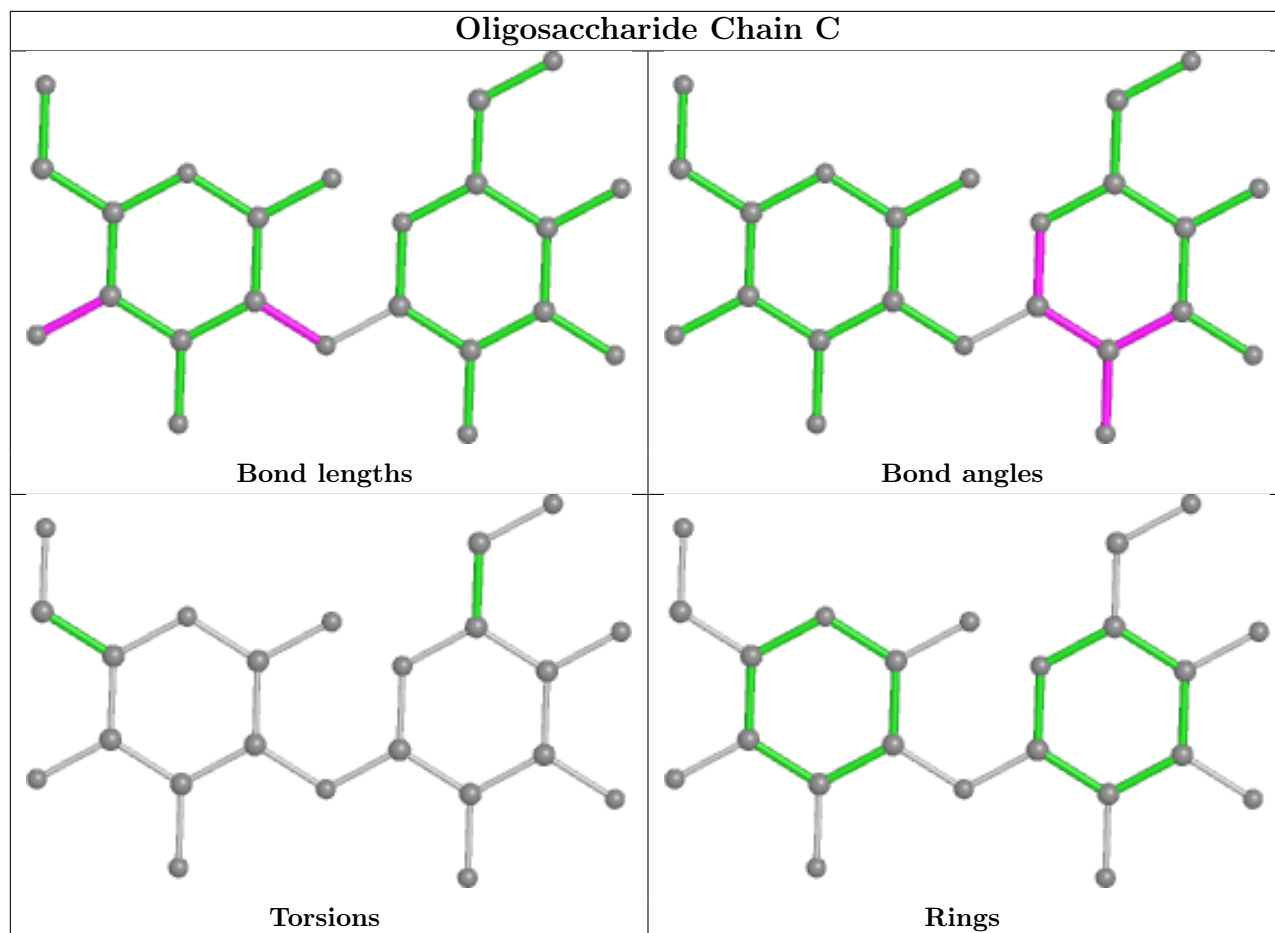 Oligosaccharide Chain C
Bond lengths
Bond angles
Torsions
Rings